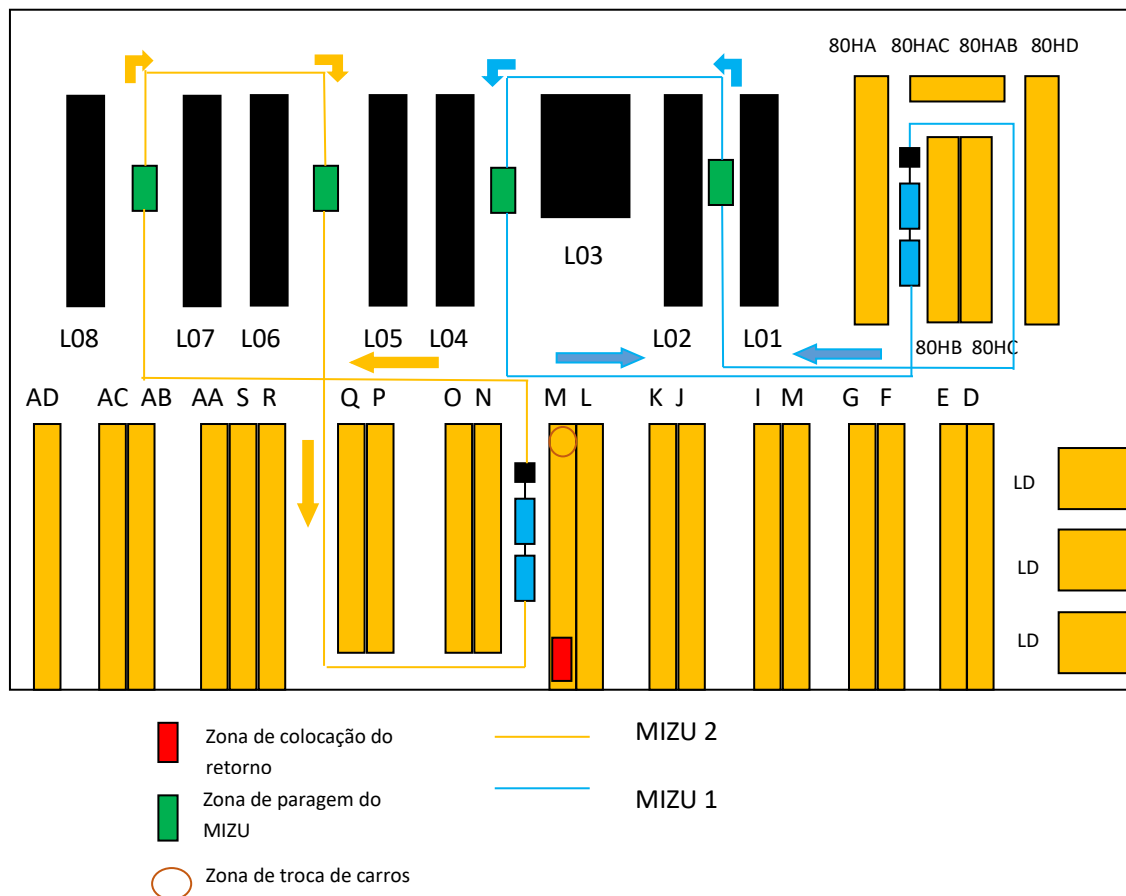 80HA 80HAC 80HAB 80HD
L03
L08 L07 L06 L05 L04 L02 L01
80HB 80HC
AD AC AB AA S R Q P O N M L K J I M G F E D
LD
LD
LD
Zona de colocação do
retorno
MIZU 2
Zona de paragem do
MIZU
MIZU 1
Zona de troca de carros